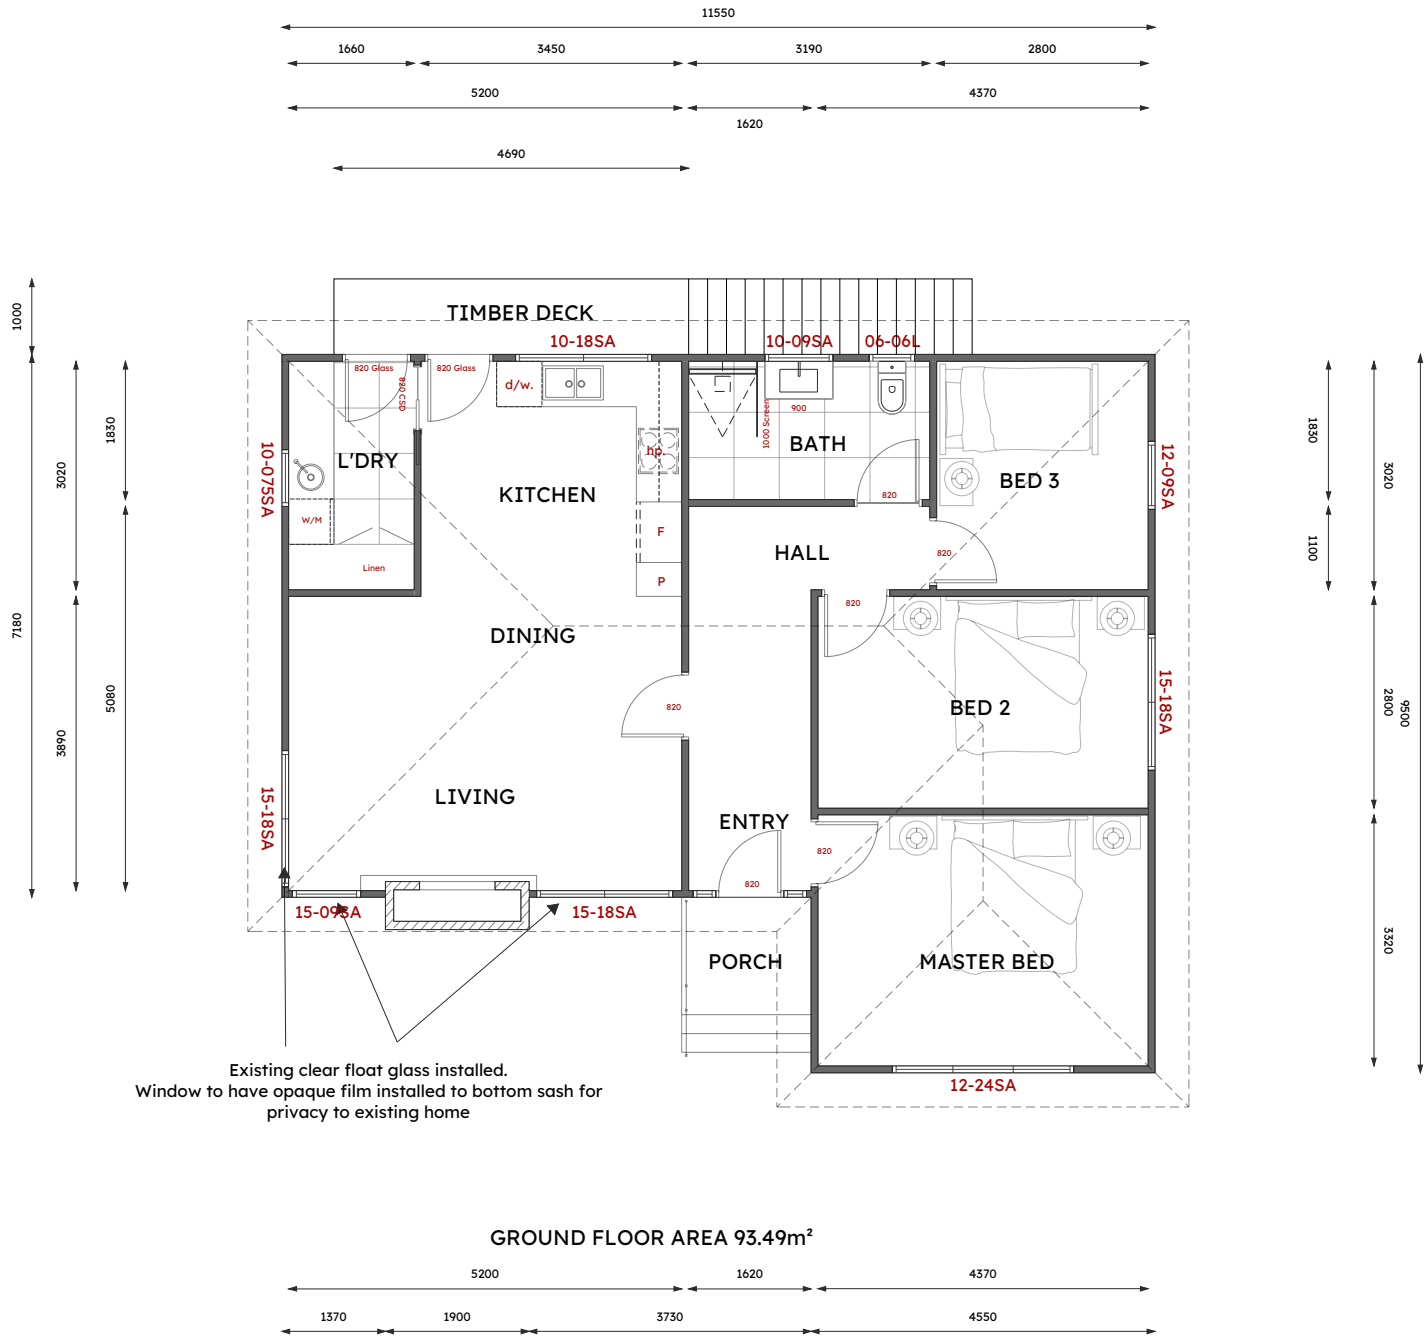 11550
1660
3450
3190
2800
5200
4370
1620
4690
1000
TIMBER DECK
10-18SA
10-09SA
06-06L
820 Glass
820 CSD
820 Glass
d/w.
900
1000 Screen
1830
3020
10-075SA
L'DRY
hp.
BATH
BED 3
12-09SA
1830
3020
KITCHEN
820
W/M
F
HALL
820
1100
Linen
P
820
7180
DINING
5080
3890
820
BED 2
15-18SA
2800
9500
LIVING
15-18SA
ENTRY
820
820
15-09SA
15-18SA
PORCH
MASTER BED
3320
Existing clear float glass installed.
Window to have opaque film installed to bottom sash for
privacy to existing home
12-24SA
GROUND FLOOR AREA 93.49m²
5200
1620
4370
1370
1900
3730
4550